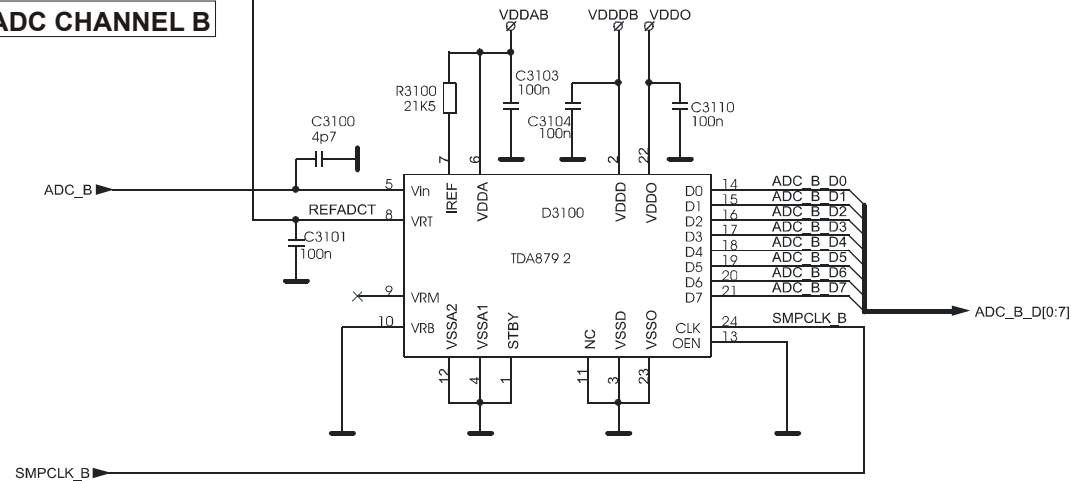 ADC CHANNEL B
VDDAB
VDDDB
VDDO
R3100
21K5
C3103
100n
C3104
100n
C3110
100n
C3100
4p7
7
6
2
22
ADC_B
5
Vin
IREF
VDDA
D3100
VDDD
VDDO
REFADCT
8
VRT
C3101
100n
TDA879 2
D0
14
ADC_B_D0
D1
15
ADC_B_D1
D2
16
ADC_B_D2
D3
17
ADC_B_D3
D4
18
ADC_B_D4
D5
19
ADC_B_D5
D6
20
ADC_B_D6
D7
21
ADC_B_D7
ADC_B_D[0:7]
9
VRM
10
VRB
VSSA2
VSSA1
STBY
NC
VSSD
VSSO
CLK
24
SMPCLK_B
OEN
13
12
4
1
11
3
23
SMPCLK_B